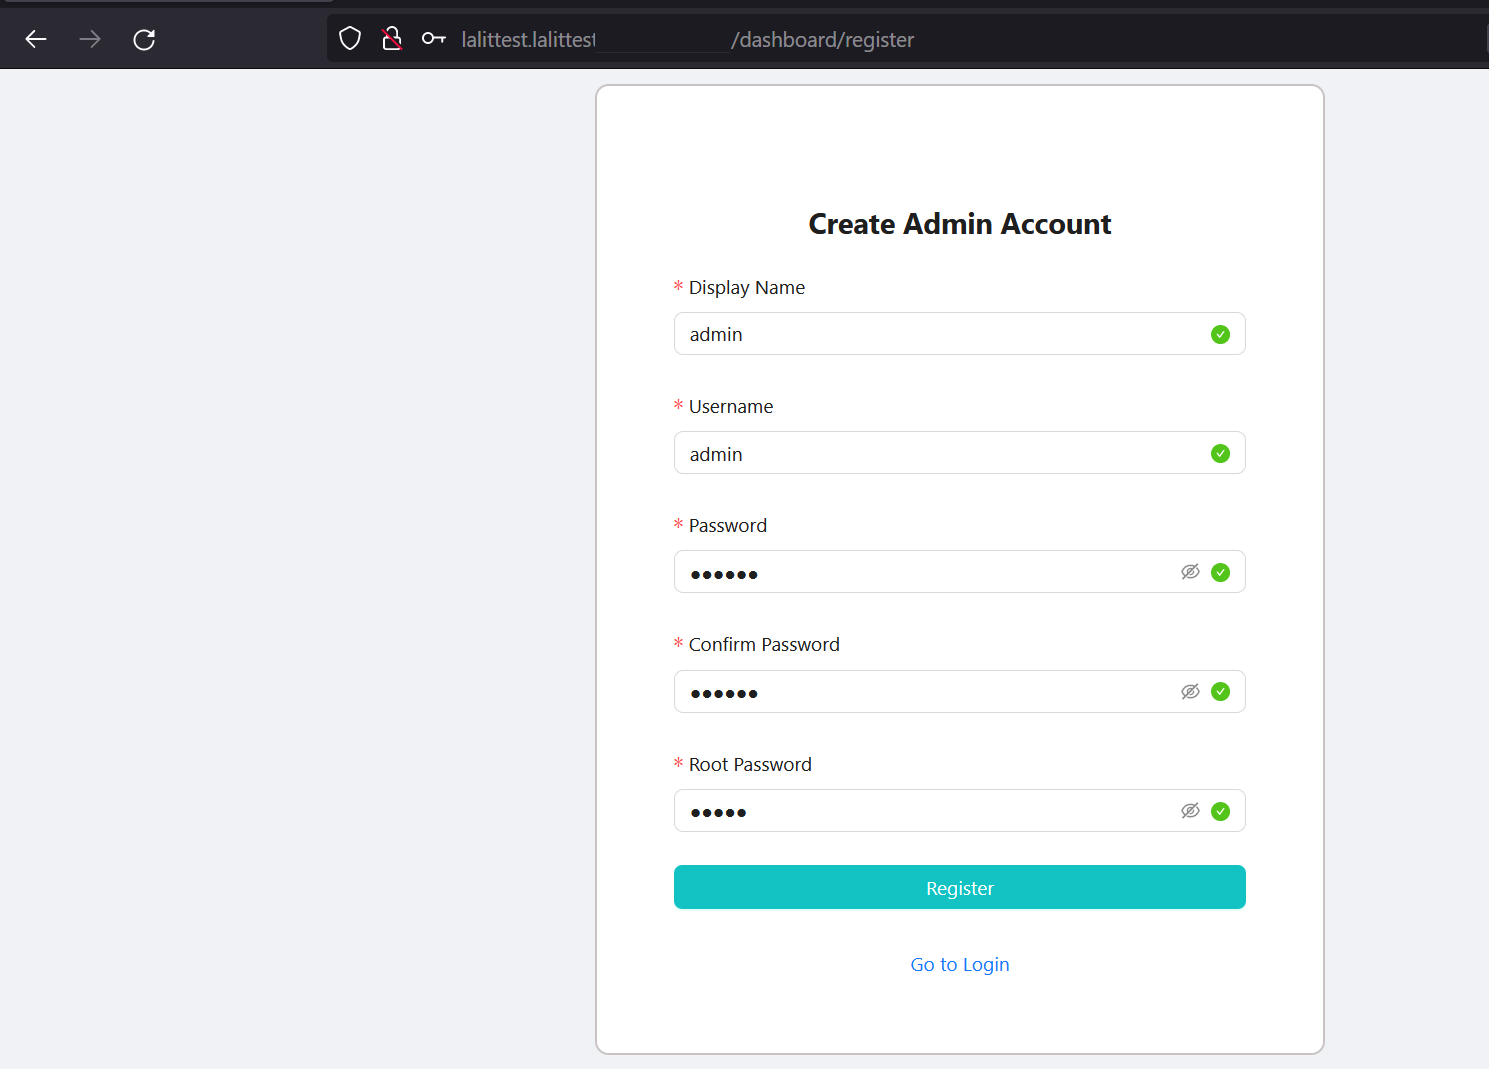 lalittest.lalittest /dashboard/register
Create Admin Account
* Display Name
admin
* Username
admin
* Password
●●●●●●
* Confirm Password
●●●●●●
* Root Password
●●●●●
Register
Go to Login